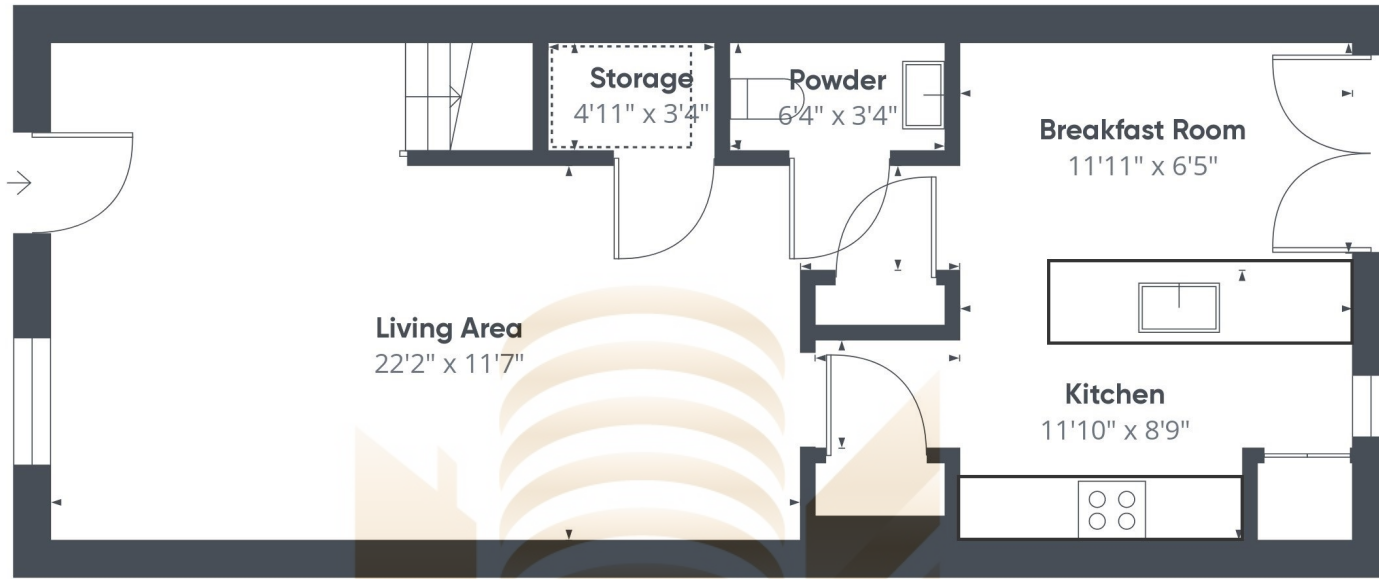 Storage
4'11" x 3'4"
Powder
6'4" x 3'4"
Breakfast Room
11'11" x 6'5"
Living Area
22'2" x 11'7"
Kitchen
11'10" x 8'9"